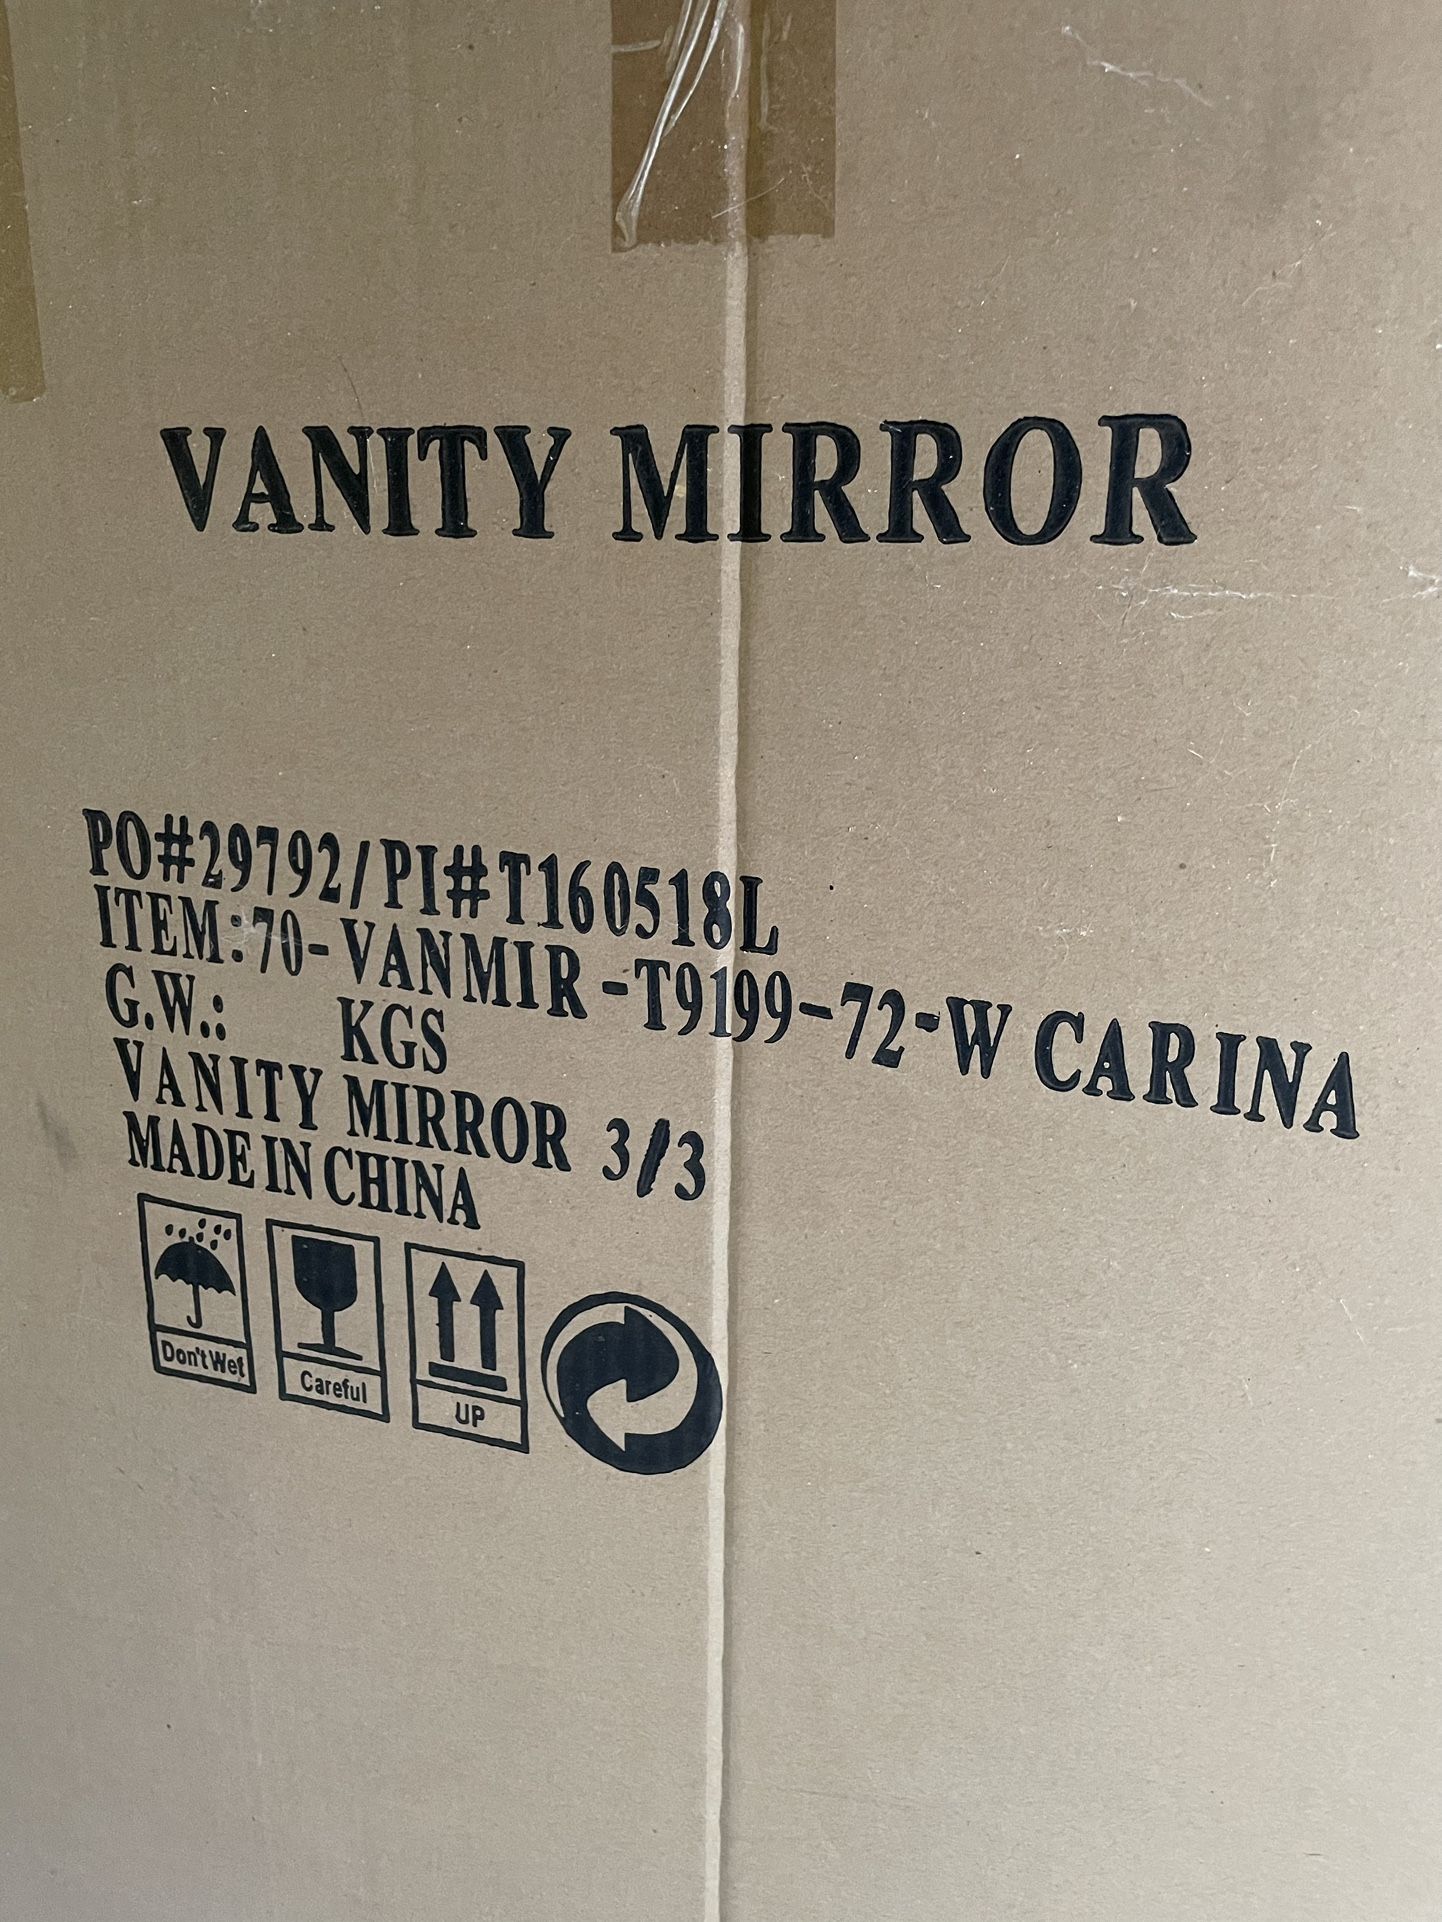 VANITY MIRROR
PO#29792/PI#T160518L
ITEM:70-VANMIR-T9199-72-W CARINA
G.W.: KGS
VANITY MIRROR 3/3
MADE IN CHINA
Don't Wet
Careful
UP